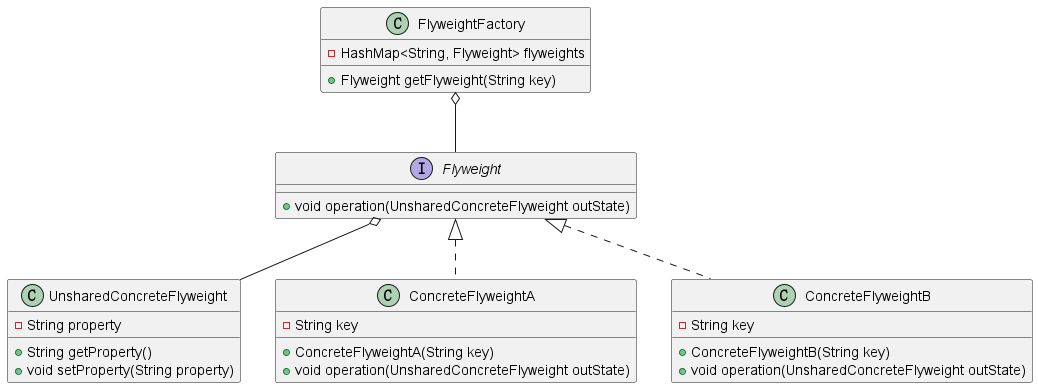 C FlyweightFactory
HashMap<String, Flyweight> flyweights
Flyweight getFlyweight(String key)
I Flyweight
void operation(UnsharedConcreteFlyweight outState)
C UnsharedConcreteFlyweight
String property
String getProperty()
void setProperty(String property)
C ConcreteFlyweightA
String key
ConcreteFlyweightA(String key)
void operation(UnsharedConcreteFlyweight outState)
C ConcreteFlyweightB
String key
ConcreteFlyweightB(String key)
void operation(UnsharedConcreteFlyweight outState)